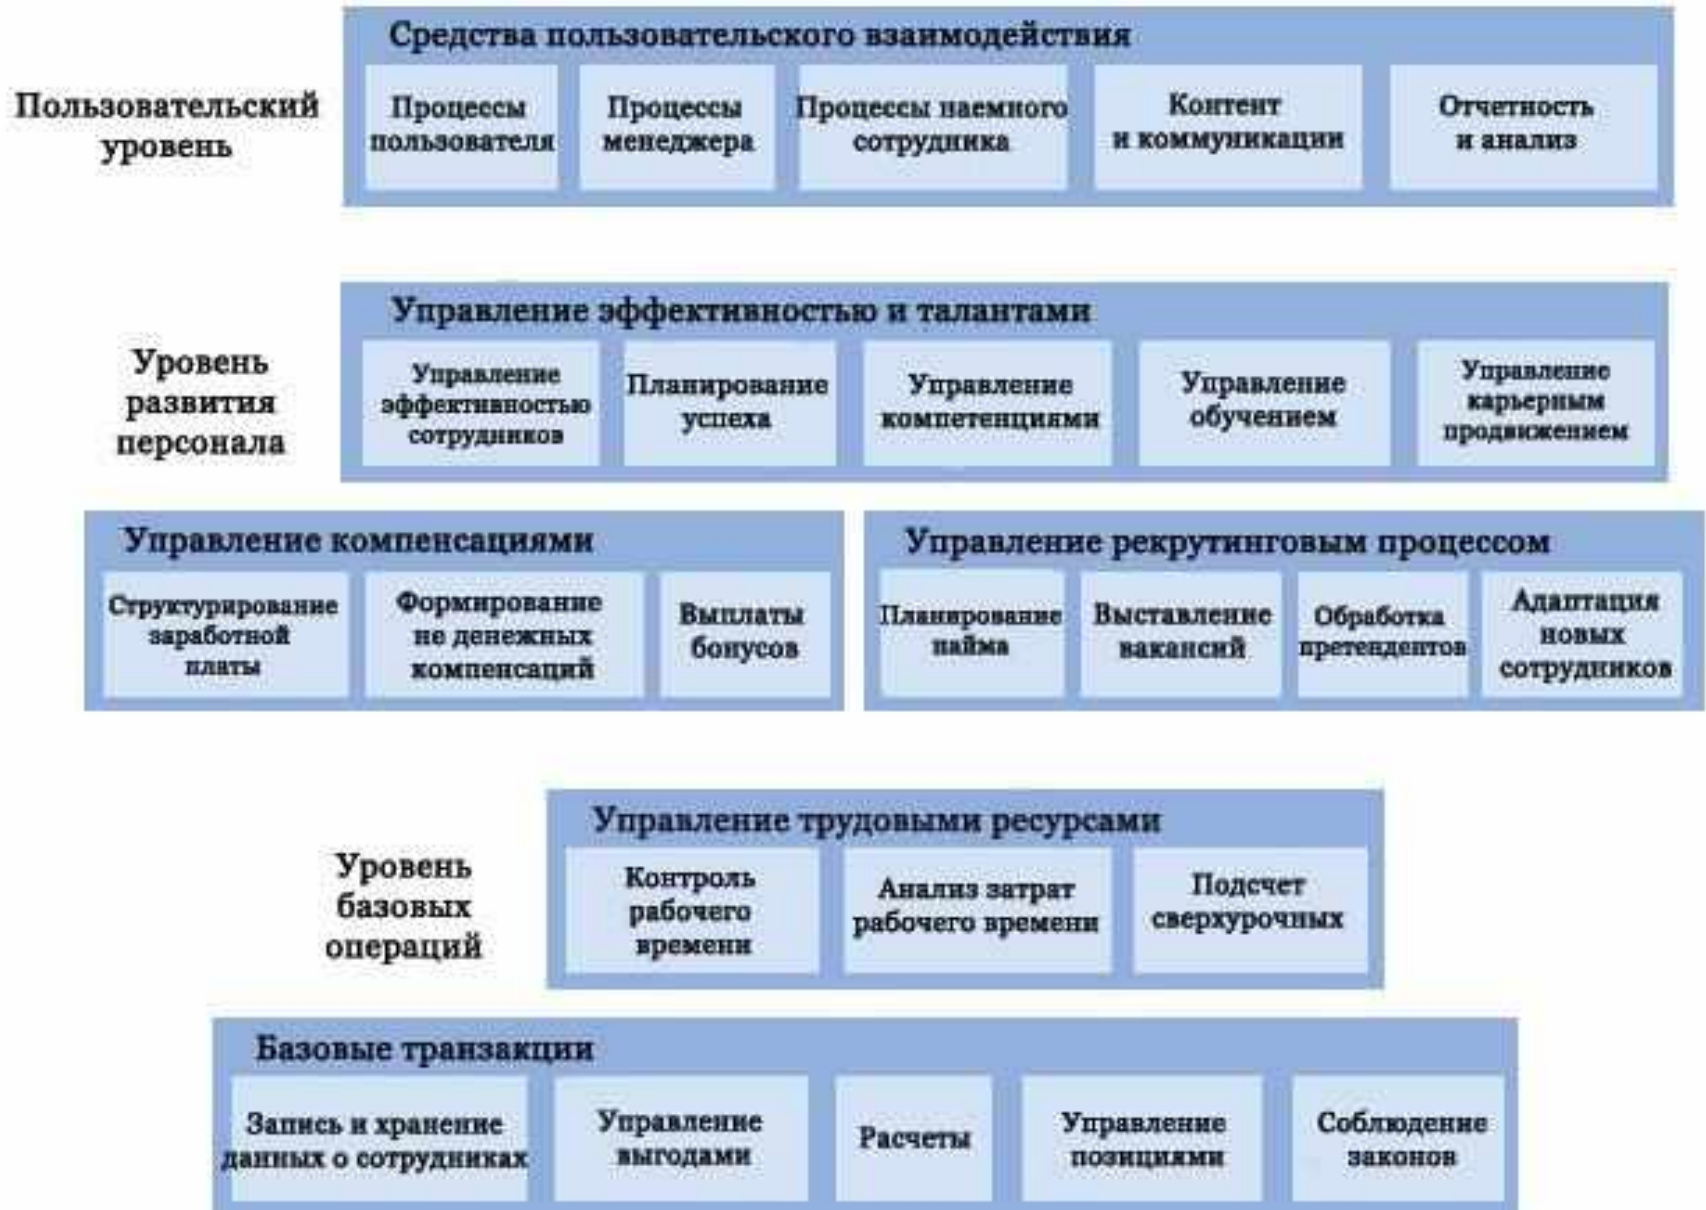 Средства пользовательского взаимодействия
Пользовательский
уровень
Процессы
пользователя
Процессы
менеджера
Процессы наемного
сотрудника
Контент
и коммуникации
Отчетность
и анализ
Управление эффективностью и талантами
Уровень
развития
персонала
Управление
эффективностью
сотрудников
Планирование
успеха
Управление
компетенциями
Управление
обучением
Управление
карьерным
продвижением
Управление компенсациями
Структурирование
заработной
платы
Формирование
не денежных
компенсаций
Выплаты
бонусов
Управление рекрутинговым процессом
Планирование
найма
Выставление
вакансий
Обработка
претендентов
Адаптация
новых
сотрудников
Управление трудовыми ресурсами
Уровень
базовых
операций
Контроль
рабочего
времени
Анализ затрат
рабочего времени
Подсчет
сверхурочных
Базовые транзакции
Запись и хранение
данных о сотрудниках
Управление
выгодами
Расчеты
Управление
позициями
Соблюдение
законов